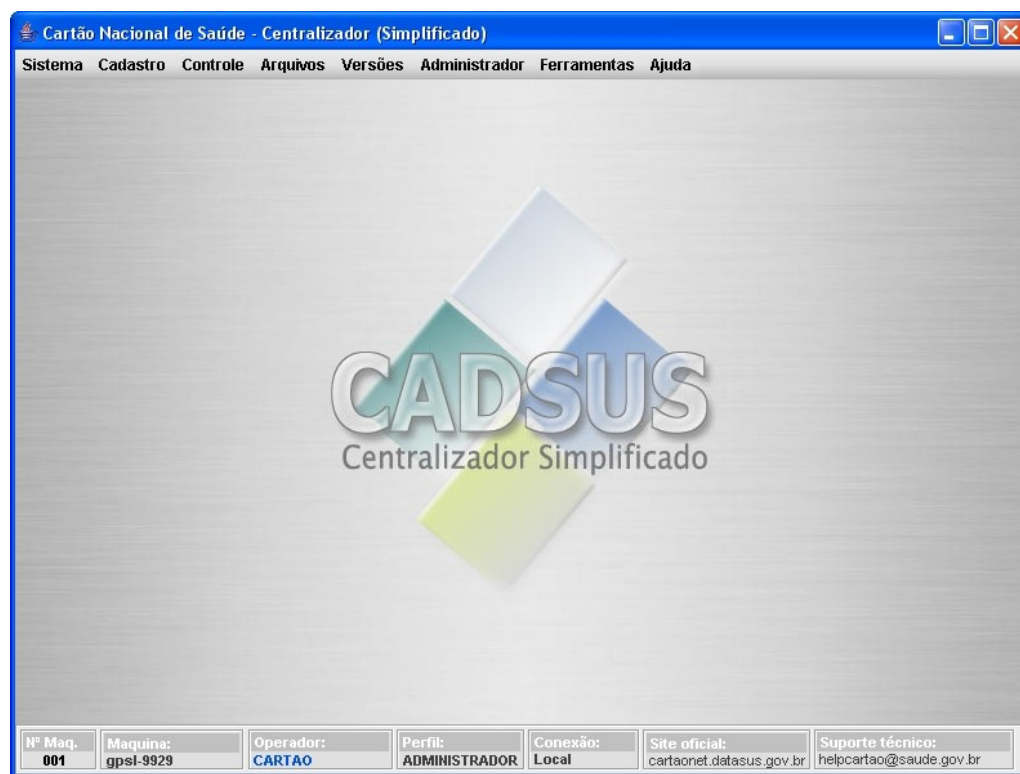 Cartão Nacional de Saúde - Centralizador (Simplificado)
Sistema Cadastro Controle Arquivos Versões Administrador Ferramentas Ajuda
CADSUS
Centralizador Simplificado
Nº Maq. Maquina: Operador: Perfil: Conexão: Site oficial: Suporte técnico:
001 gpsl-9929 CARTAO ADMINISTRADOR Local cartaonet.datasus.gov.br helpcartao@saude.gov.br